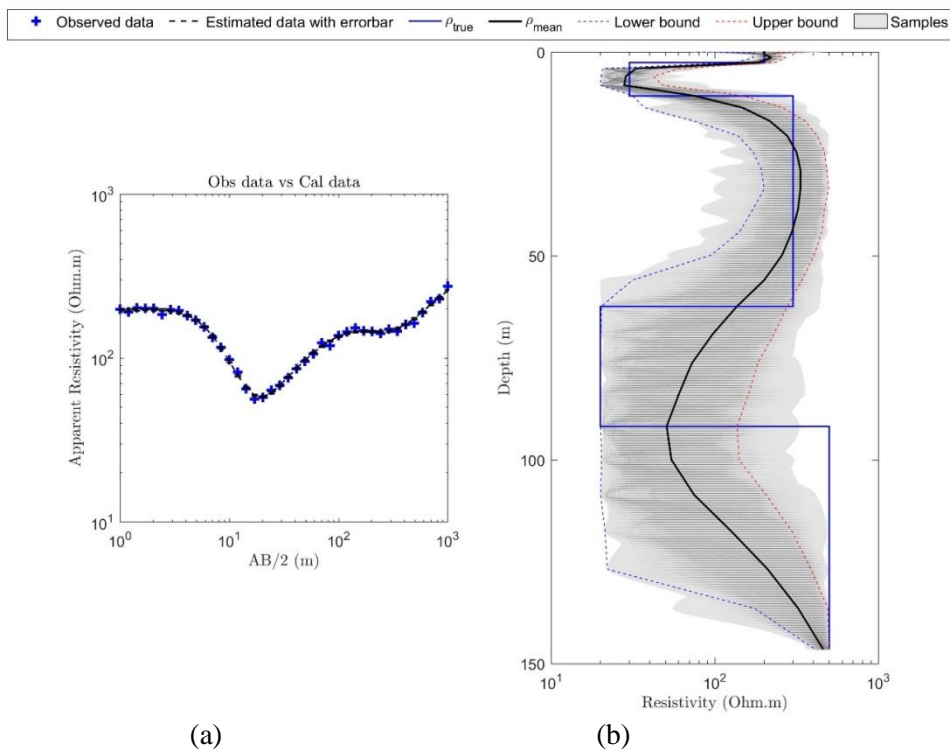 Observed data
Estimated data with errorbar
ρtrue
ρmean
Lower bound
Upper bound
Samples
Obs data vs Cal data
10³
10²
10¹
Apparent Resistivity (Ohm.m)
10⁰
10¹
10²
10³
AB/2 (m)
0
50
100
150
Depth (m)
10¹
10²
10³
Resistivity (Ohm.m)
(a)
(b)